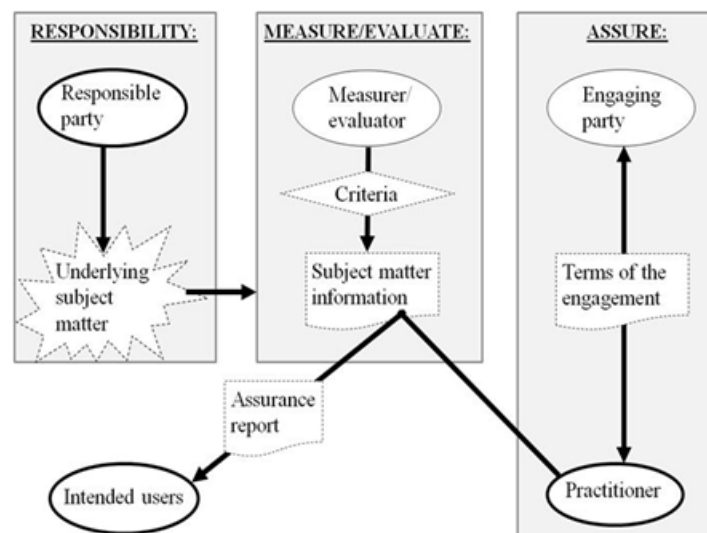 RESPONSIBILITY:
Responsible
party
Underlying
subject
matter
MEASURE/EVALUATE:
Measurer/
evaluator
Criteria
Subject matter
information
ASSURE:
Engaging
party
Terms of the
engagement
Practitioner
Assurance
report
Intended users